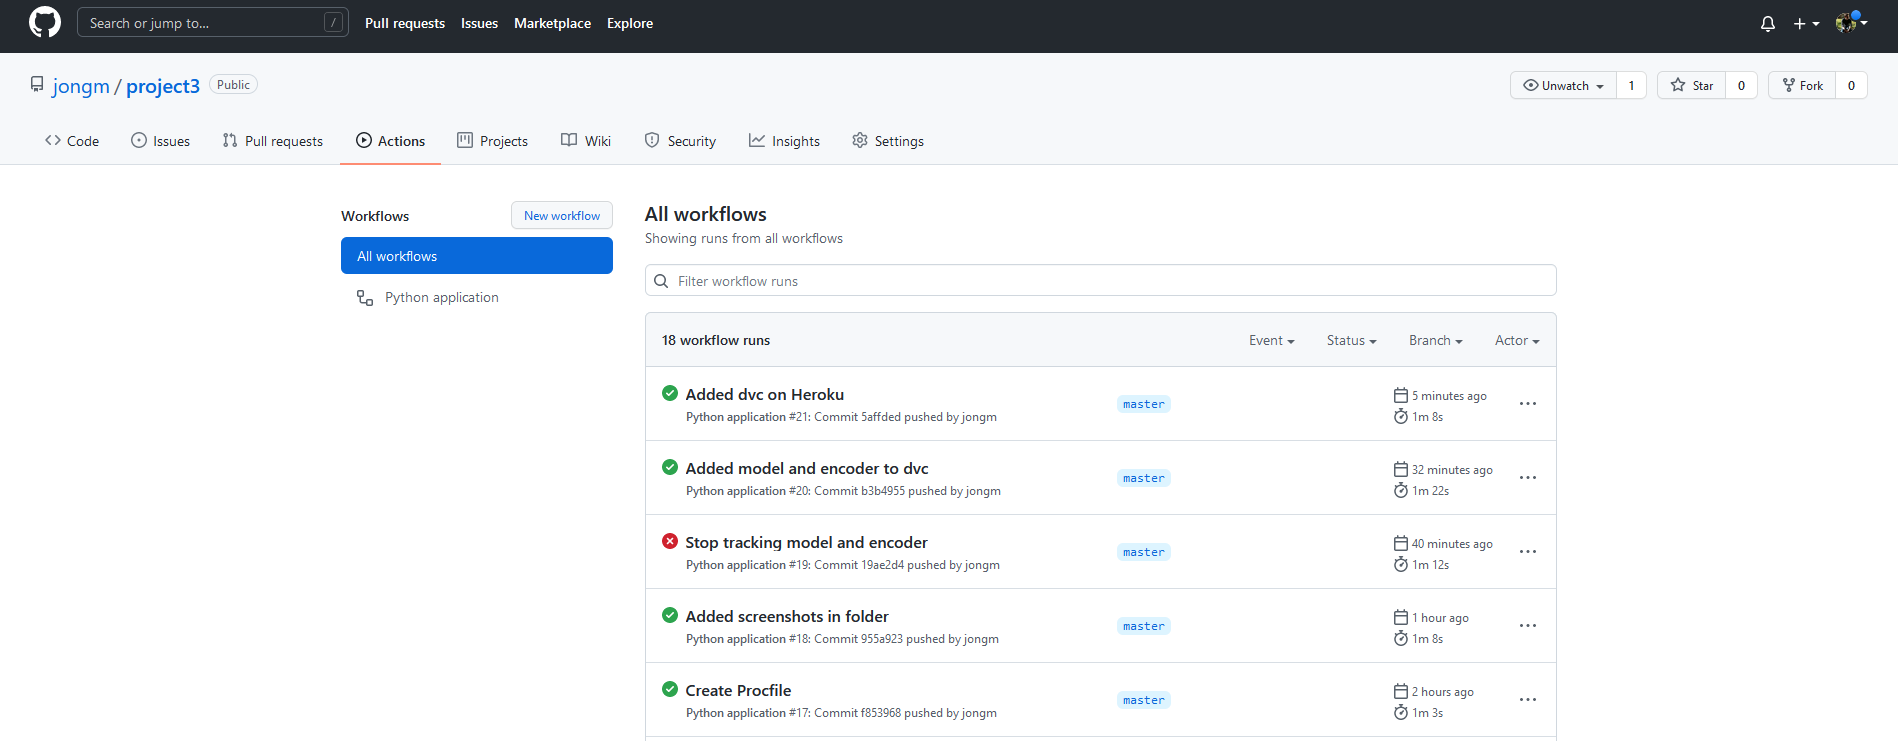 Search or jump to... /
Pull requests Issues Marketplace Explore
jongm / project3 Public
Unwatch 1 Star 0 Fork 0
Code Issues Pull requests Actions Projects Wiki Security Insights Settings
Workflows New workflow
All workflows
Python application
All workflows
Showing runs from all workflows
Filter workflow runs
18 workflow runs Event Status Branch Actor
Added dvc on Heroku
Python application #21: Commit 5affded pushed by jongm
master
5 minutes ago
1m 8s
Added model and encoder to dvc
Python application #20: Commit b3b4955 pushed by jongm
master
32 minutes ago
1m 22s
Stop tracking model and encoder
Python application #19: Commit 19ae2d4 pushed by jongm
master
40 minutes ago
1m 12s
Added screenshots in folder
Python application #18: Commit 955a923 pushed by jongm
master
1 hour ago
1m 8s
Create Procfile
Python application #17: Commit f853968 pushed by jongm
master
2 hours ago
1m 3s